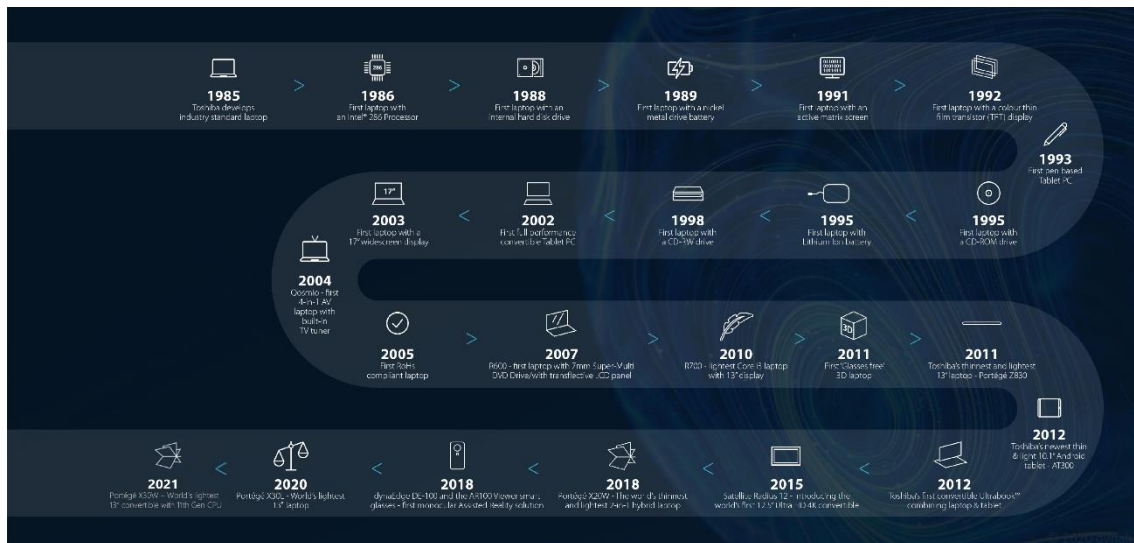 1985
Toshiba develops
industry standard laptop
>
286
1986
First laptop with
an Intel® 286 Processor
>
1988
First laptop with an
internal hard disk drive
>
1989
First laptop with a nickel
metal drive battery
>
1991
First laptop with an
active matrix screen
>
1992
First laptop with a colour thin
film transistor (TFT) display
1993
First pen based
Tablet PC
1995
First laptop with
a CD-ROM drive
<
1995
First laptop with
Lithium Ion battery
<
1998
First laptop with
a CD-RW drive
<
2002
First full performance
convertible Tablet PC
<
17"
2003
First laptop with a
17" widescreen display
2004
Qosmio - first
4-in-1 AV
laptop with
built-in
TV tuner
2005
First RoHs
compliant laptop
>
2007
R600 - first laptop with 7mm Super-Multi
DVD Drive/with transflective LCD panel
>
2010
R700 - lightest Core i3 laptop
with 13" display
>
3D
2011
First "Glasses free"
3D laptop
>
2011
Toshiba's thinnest and lightest
13" laptop - Portégé Z830
2012
Toshiba's newest thin
& light 10.1" Android
tablet - AT300
2012
Toshiba's first convertible Ultrabook™
combining laptop & tablet
<
2015
Satellite Radius 12 - Introducing the
world's first 12.5" Ultra HD 4K convertible
<
2018
Portégé X20W - The world's thinnest
and lightest 2-in-1 hybrid laptop
<
2018
dynaEdge DE-100 and the AR100 Viewer smart
glasses - first monocular Assisted Reality solution
<
2020
Portégé X30L - World's lightest
13" laptop
<
2021
Portégé X30W – World's lightest
13" convertible with 11th Gen CPU